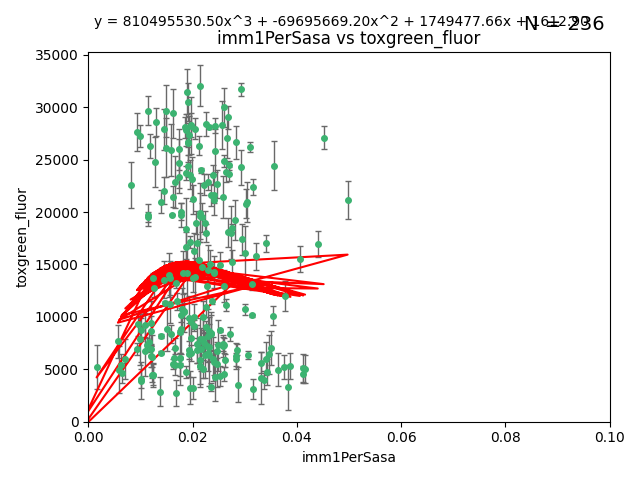 y = 810495530.50x^3 + -69695669.20x^2 + 1749477.66x +
N = 236
imm1PerSasa vs toxgreen_fluor
35000
30000
25000
20000
15000
10000
5000
0
toxgreen_fluor
0.00 0.02 0.04 0.06 0.08 0.10
imm1PerSasa